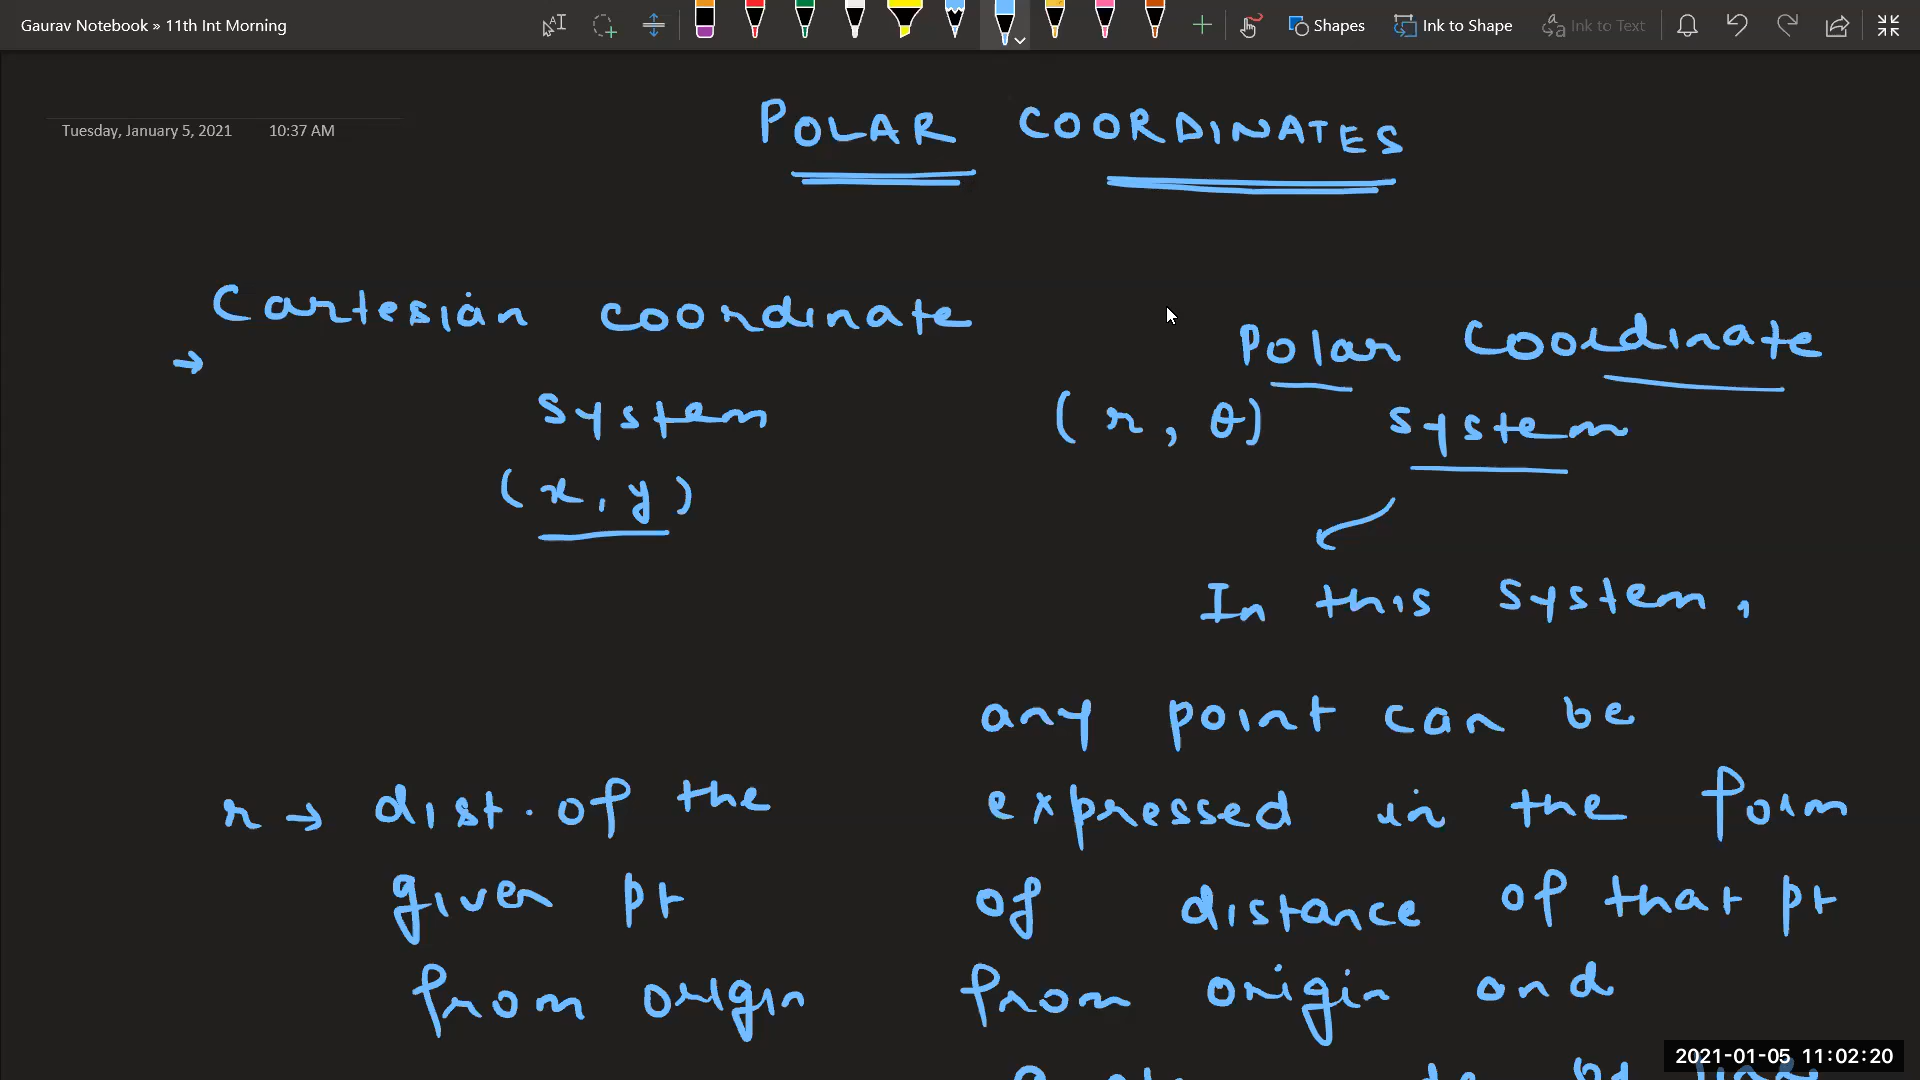 Gaurav Notebook » 11th Int Morning
Shapes
Ink to Shape
Ink to Text
Tuesday, January 5, 2021 10:37 AM
POLAR COORDINATES
Cartesian coordinate
→
system
(x, y)
Polar Coordinate
(r, θ) system
In this system,
any point can be
expressed in the form
of distance of that pt
from origin and
r → dist. of the
given pt
from origin
2021-01-05 11:02:20